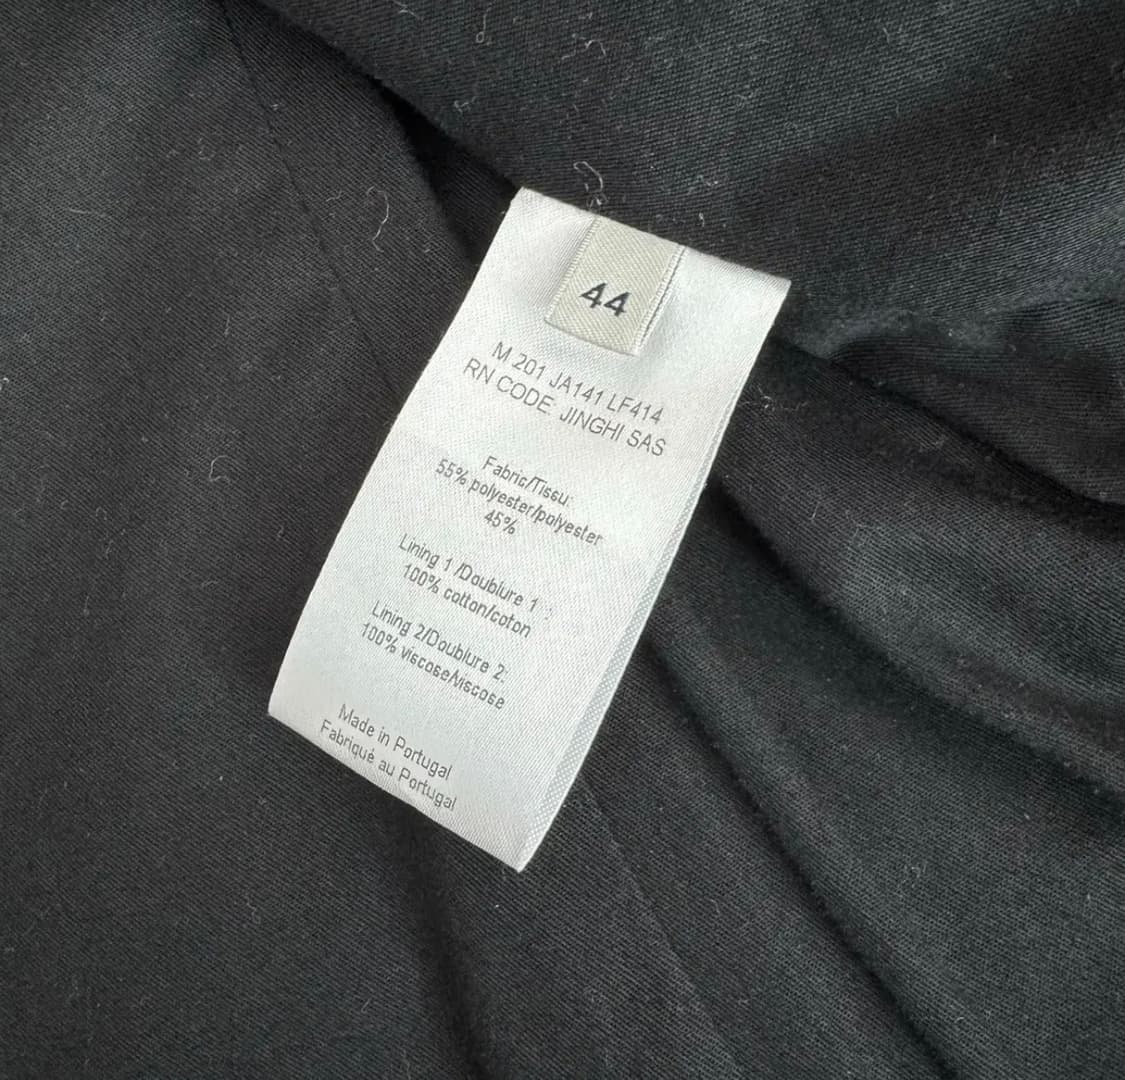 44
M 201 JA141 LF414
RN CODE: JINGHI SAS
Fabric/Tissu:
55% polyester/polyester
45%
Lining 1 /Doublure 1 :
100% cotton/coton
Lining 2/Doublure 2:
100% viscose/viscose
Made in Portugal
Fabriqué au Portugal